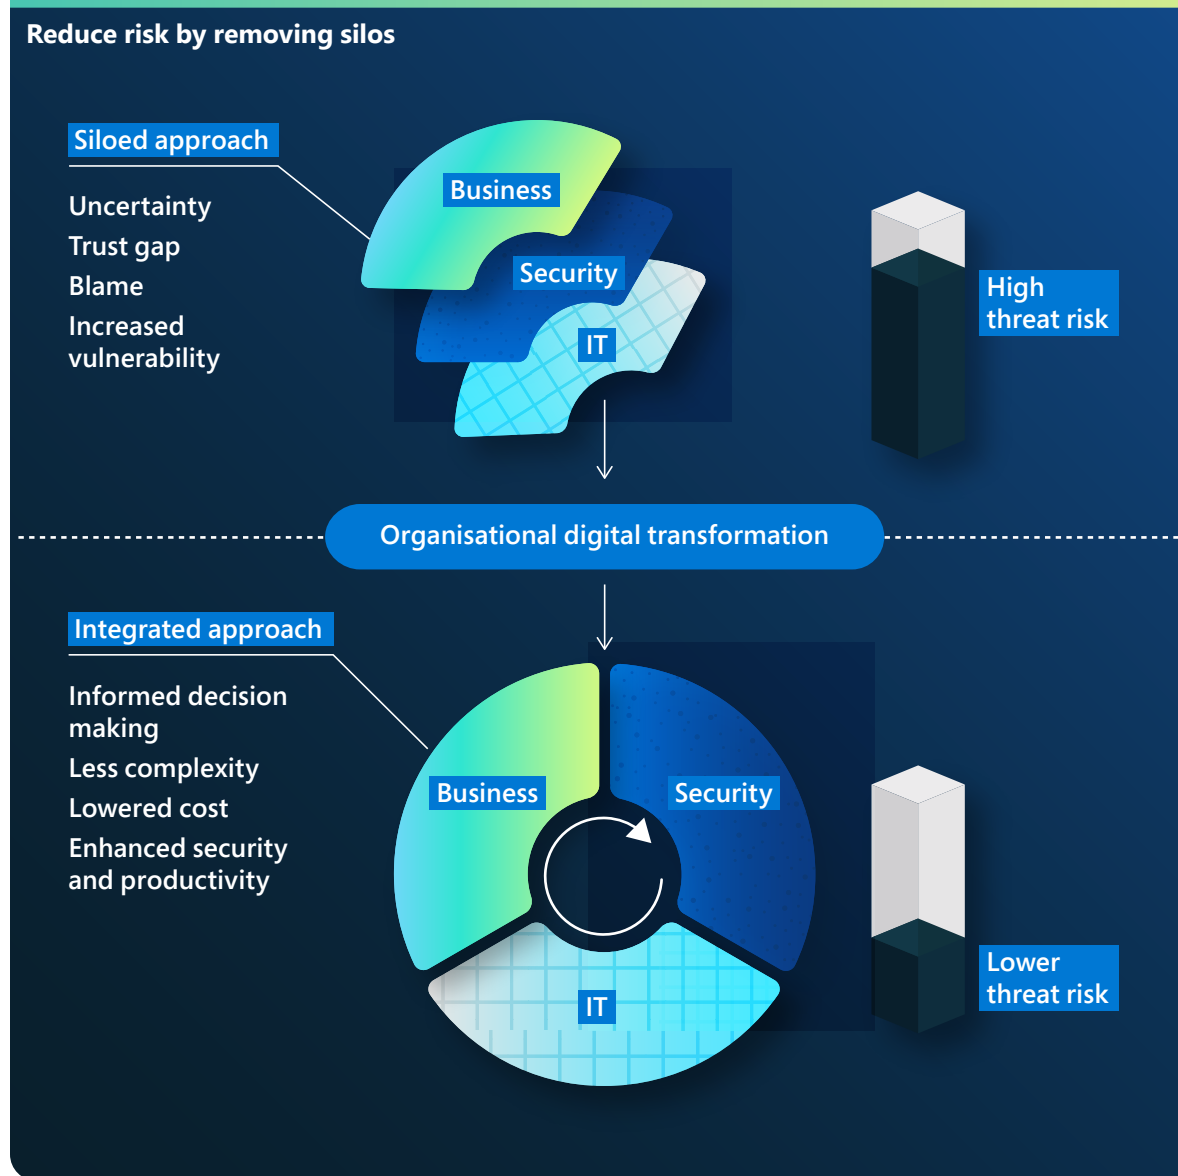 Reduce risk by removing silos
Siloed approach
Uncertainty
Trust gap
Blame
Increased
vulnerability
Business
Security
IT
High
threat risk
Organisational digital transformation
Integrated approach
Informed decision
making
Less complexity
Lowered cost
Enhanced security
and productivity
Business
Security
IT
Lower
threat risk